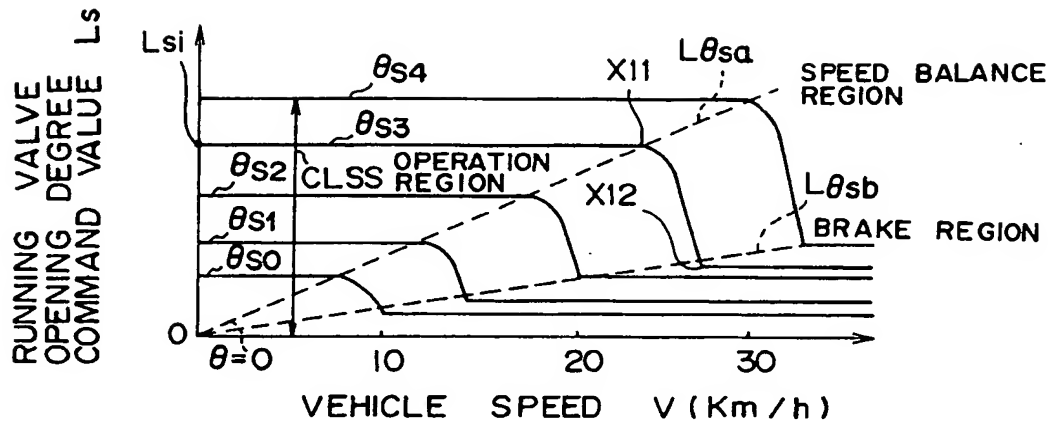 RUNNING VALVE
OPENING DEGREE
COMMAND VALUE Ls
Lsi
θS4
X11
Lθsa
SPEED BALANCE
REGION
θS3
CLSS OPERATION
REGION
θS2
X12
Lθsb
BRAKE REGION
θS1
θS0
O
θ=0
10
20
30
VEHICLE SPEED V (Km/h)